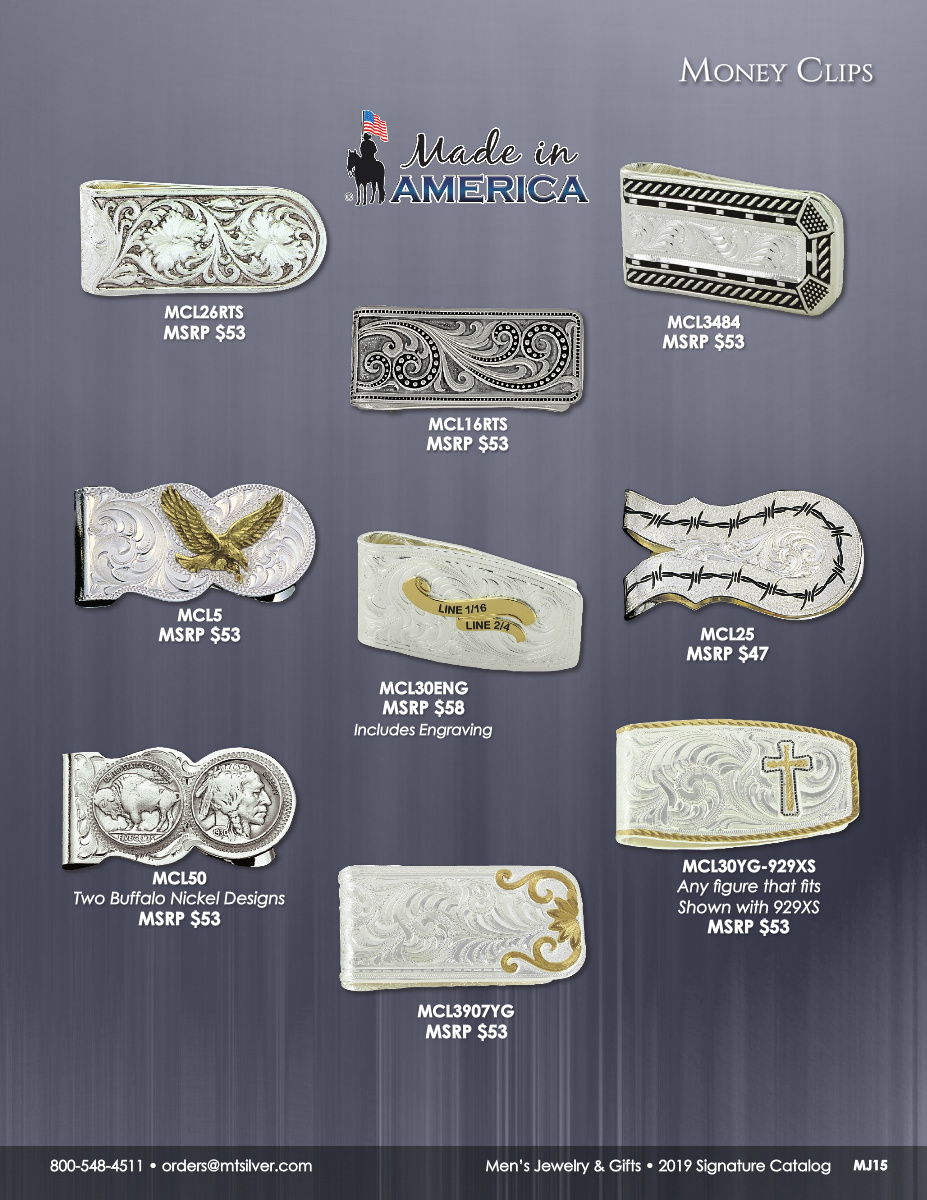 Money Clips
Made in
AMERICA
®
MCL26RTS
MSRP $53
MCL3484
MSRP $53
MCL16RTS
MSRP $53
MCL5
MSRP $53
LINE 1/16
LINE 2/4
MCL25
MSRP $47
MCL30ENG
MSRP $58
Includes Engraving
FIVE CENTS
1930
MCL50
Two Buffalo Nickel Designs
MSRP $53
MCL30YG-929XS
Any figure that fits
Shown with 929XS
MSRP $53
MCL3907YG
MSRP $53
800-548-4511 • orders@mtsilver.com
Men's Jewelry & Gifts • 2019 Signature Catalog MJ15